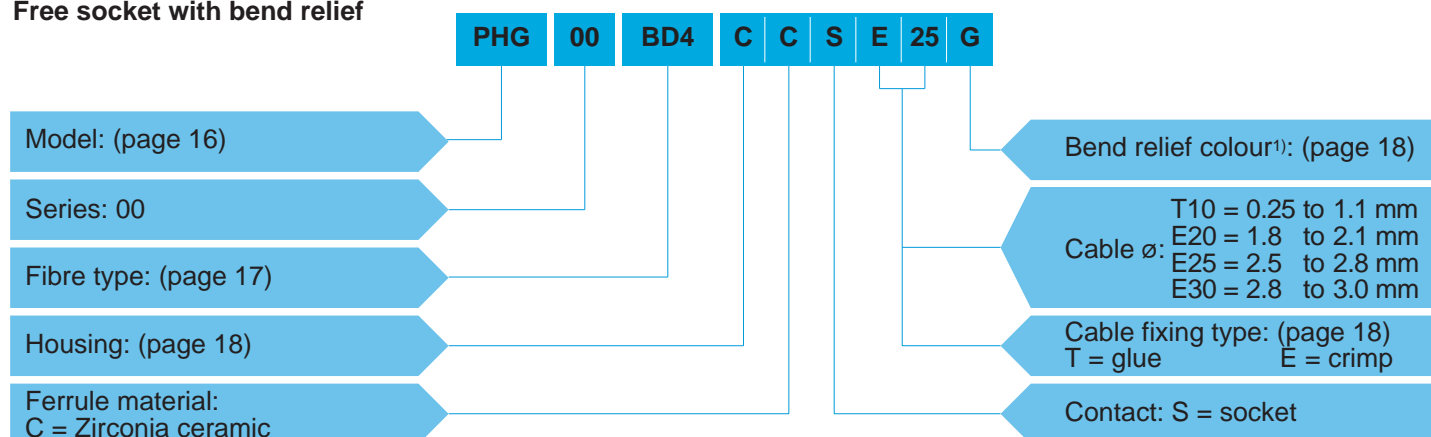 Free socket with bend relief
PHG 00 BD4 C C S E 25 G
Model: (page 16)
Series: 00
Fibre type: (page 17)
Housing: (page 18)
Ferrule material:
C = Zirconia ceramic
Bend relief colour1): (page 18)
Cable ø:
T10 = 0.25 to 1.1 mm
E20 = 1.8 to 2.1 mm
E25 = 2.5 to 2.8 mm
E30 = 2.8 to 3.0 mm
Cable fixing type: (page 18)
T = glue E = crimp
Contact: S = socket